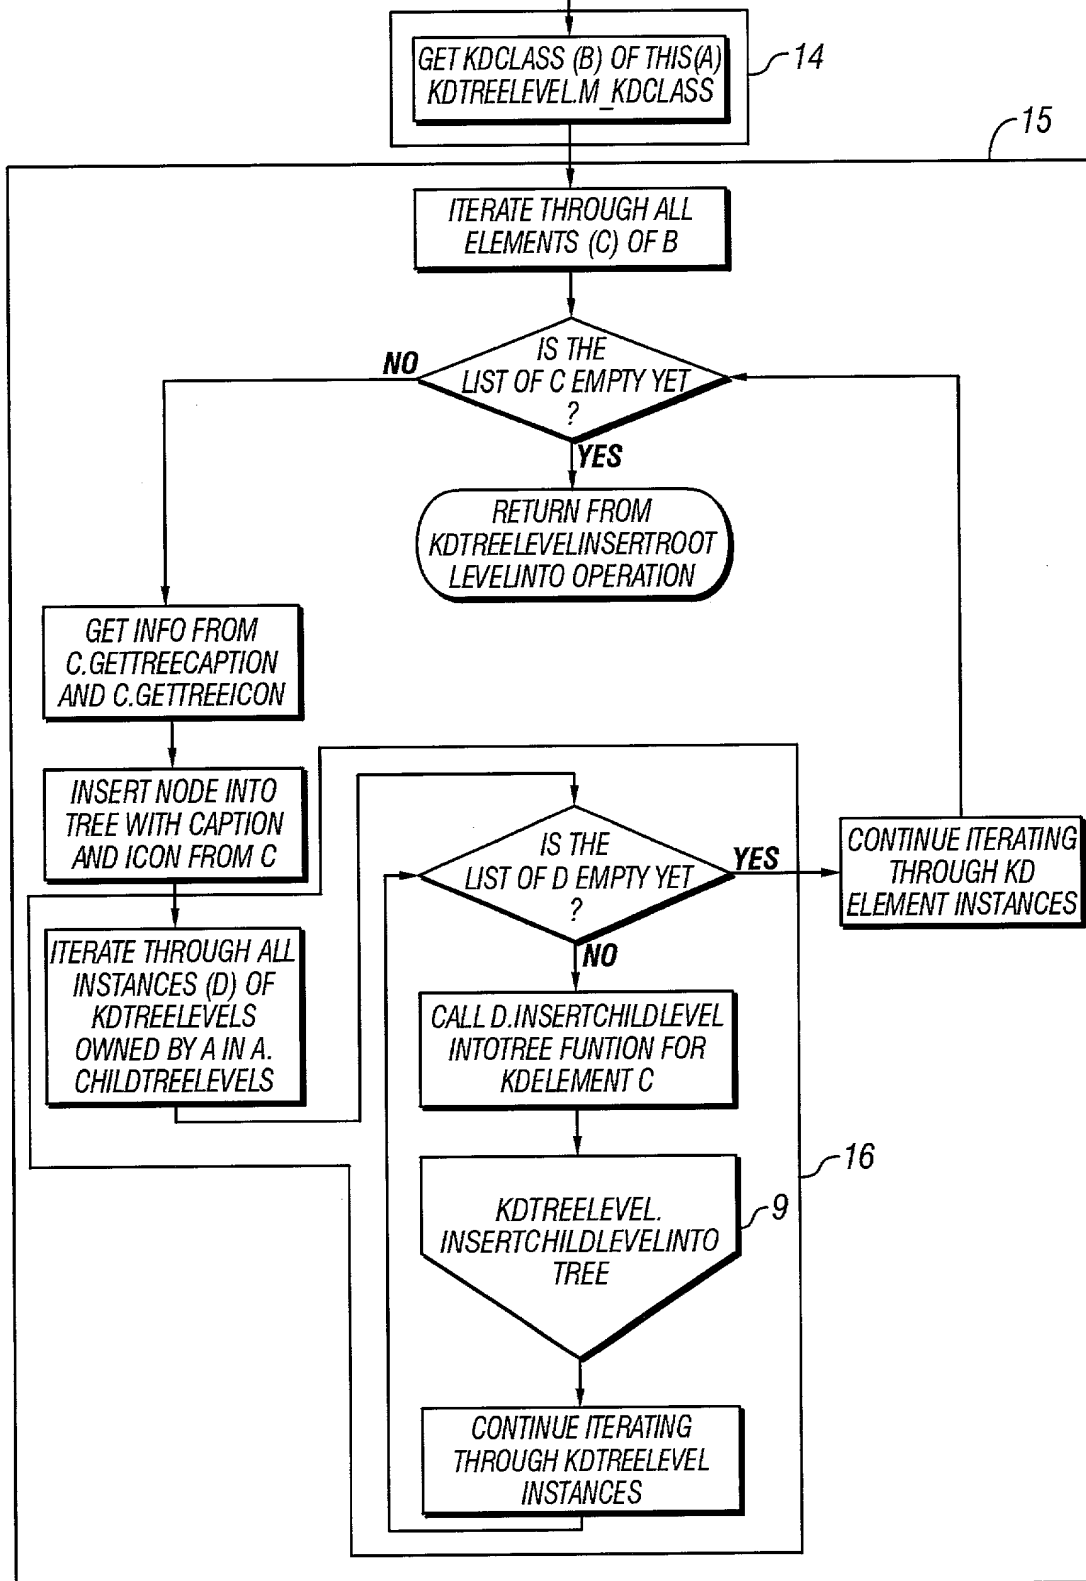 GET KDCLASS (B) OF THIS(A)
KDTREELEVEL.M_KDCLASS
14
15
ITERATE THROUGH ALL
ELEMENTS (C) OF B
IS THE
LIST OF C EMPTY YET
?
NO
YES
RETURN FROM
KDTREELEVELINSERTROOT
LEVELINTO OPERATION
GET INFO FROM
C.GETTREECAPTION
AND C.GETTREEICON
INSERT NODE INTO
TREE WITH CAPTION
AND ICON FROM C
ITERATE THROUGH ALL
INSTANCES (D) OF
KDTREELEVELS
OWNED BY A IN A.
CHILDTREELEVELS
IS THE
LIST OF D EMPTY YET
?
YES
NO
CONTINUE ITERATING
THROUGH KD
ELEMENT INSTANCES
CALL D.INSERTCHILDLEVEL
INTOTREE FUNTION FOR
KDELEMENT C
16
KDTREELEVEL.
INSERTCHILDLEVELINTO
TREE
9
CONTINUE ITERATING
THROUGH KDTREELEVEL
INSTANCES